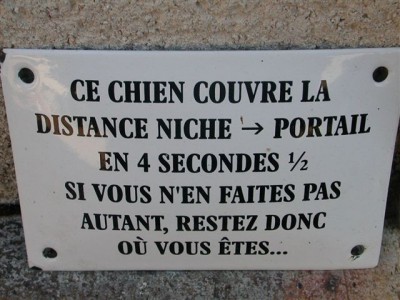 CE CHIEN COUVRE LA
DISTANCE NICHE → PORTAIL
EN 4 SECONDES ½
SI VOUS N'EN FAITES PAS
AUTANT, RESTEZ DONC
OÙ VOUS ÊTES...